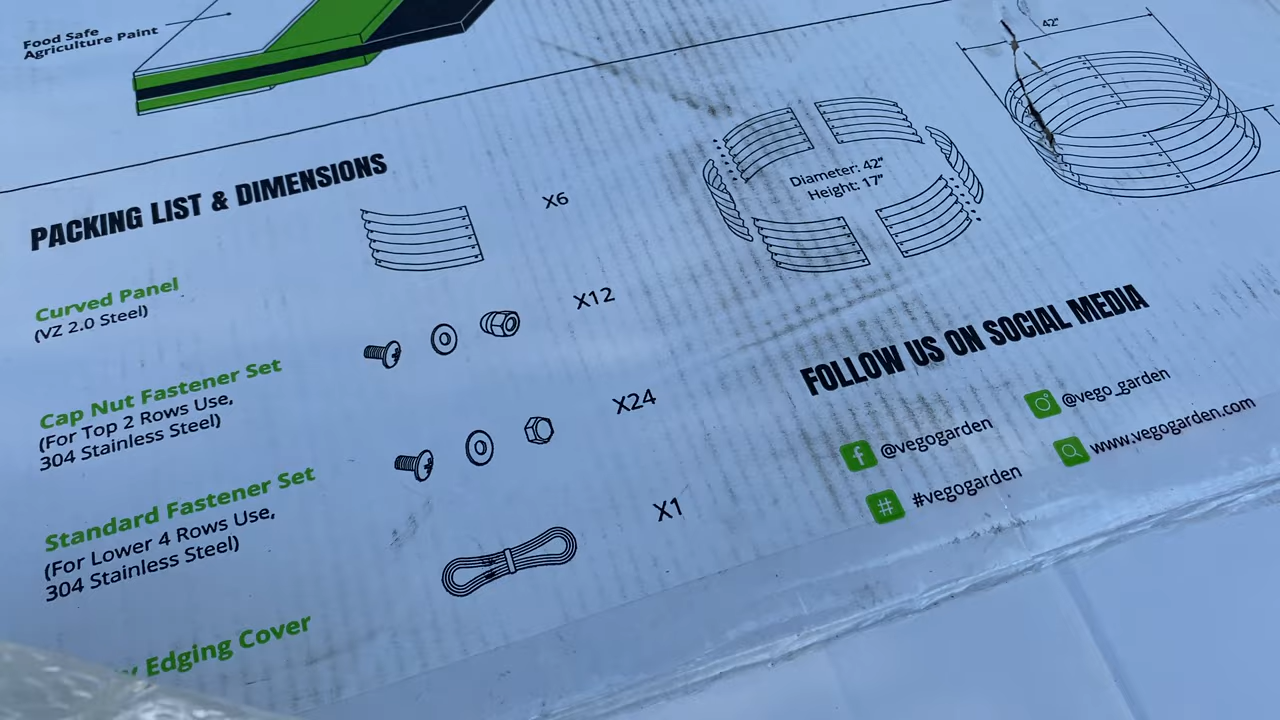 Food Safe
Agriculture Paint
42"
PACKING LIST & DIMENSIONS
X6
Curved Panel
(VZ 2.0 Steel)
X12
Cap Nut Fastener Set
(For Top 2 Rows Use,
304 Stainless Steel)
X24
Standard Fastener Set
(For Lower 4 Rows Use,
304 Stainless Steel)
X1
Edging Cover
Diameter: 42"
Height: 17"
FOLLOW US ON SOCIAL MEDIA
@vegogarden
@vego_garden
#vegogarden
www.vegogarden.com